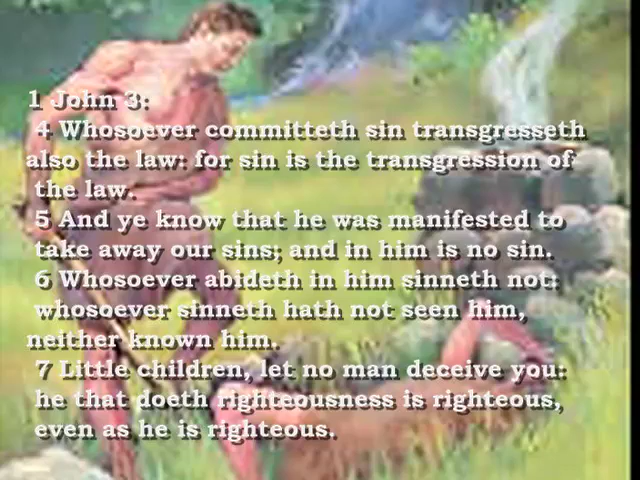 1 John 3:
4 Whosoever committeth sin transgresseth
also the law: for sin is the transgression of
the law.
5 And ye know that he was manifested to
take away our sins; and in him is no sin.
6 Whosoever abideth in him sinneth not:
whosoever sinneth hath not seen him,
neither known him.
7 Little children, let no man deceive you:
he that doeth righteousness is righteous,
even as he is righteous.